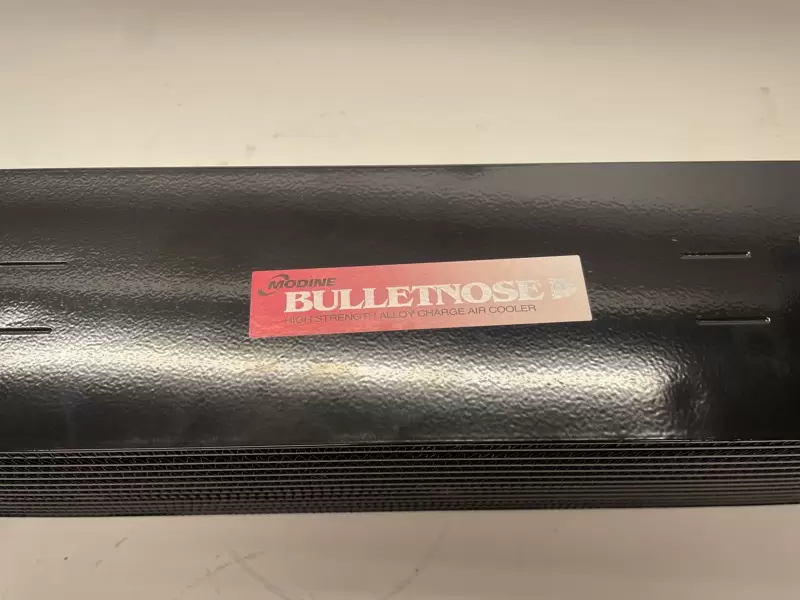 MODINE
BULLETNOSE
HIGH STRENGTH ALLOY CHARGE AIR COOLER